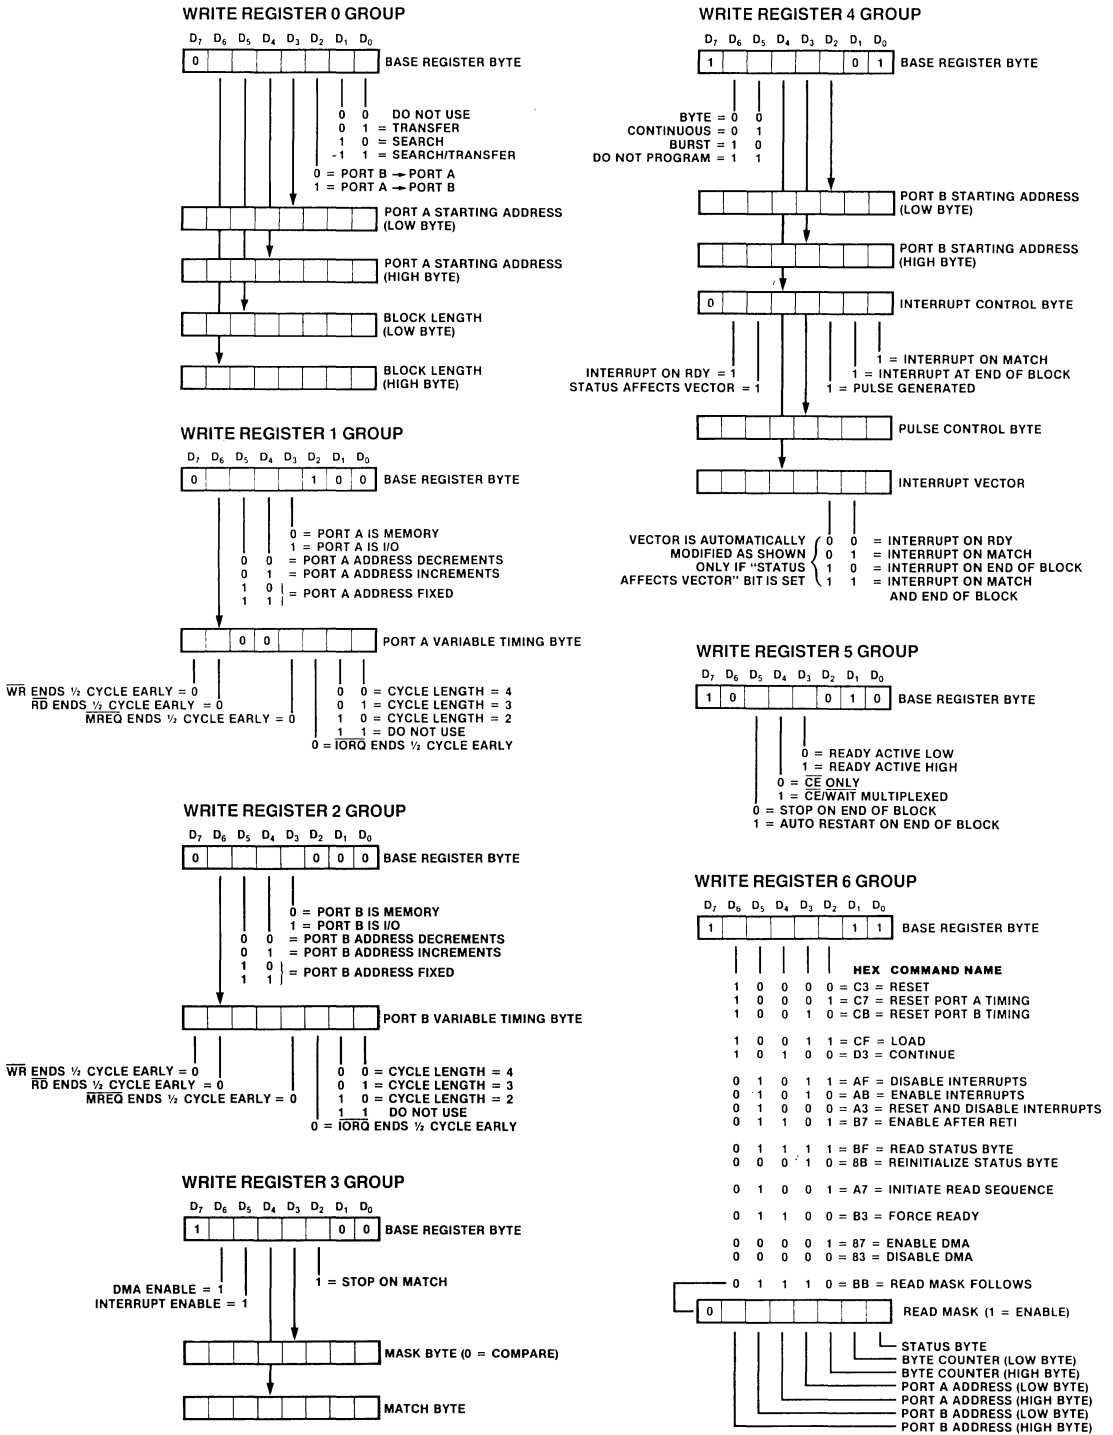 WRITE REGISTER 0 GROUP
D7 D6 D5 D4 D3 D2 D1 D0
0 BASE REGISTER BYTE
0 0 DO NOT USE
0 1 = TRANSFER
1 0 = SEARCH
1 1 = SEARCH/TRANSFER
0 = PORT B → PORT A
1 = PORT A → PORT B
PORT A STARTING ADDRESS
(LOW BYTE)
PORT A STARTING ADDRESS
(HIGH BYTE)
BLOCK LENGTH
(LOW BYTE)
BLOCK LENGTH
(HIGH BYTE)
WRITE REGISTER 1 GROUP
D7 D6 D5 D4 D3 D2 D1 D0
0 1 0 0 BASE REGISTER BYTE
0 = PORT A IS MEMORY
1 = PORT A IS I/O
0 0 = PORT A ADDRESS DECREMENTS
0 1 = PORT A ADDRESS INCREMENTS
1 0
1 1 } = PORT A ADDRESS FIXED
0 0 PORT A VARIABLE TIMING BYTE
W̅R̅ ENDS ½ CYCLE EARLY = 0
R̅D̅ ENDS ½ CYCLE EARLY = 0
M̅R̅E̅Q̅ ENDS ½ CYCLE EARLY = 0
0 0 = CYCLE LENGTH = 4
0 1 = CYCLE LENGTH = 3
1 0 = CYCLE LENGTH = 2
1 1 = DO NOT USE
0 = I̅O̅R̅Q̅ ENDS ½ CYCLE EARLY
WRITE REGISTER 2 GROUP
D7 D6 D5 D4 D3 D2 D1 D0
0 0 0 0 BASE REGISTER BYTE
0 = PORT B IS MEMORY
1 = PORT B IS I/O
0 0 = PORT B ADDRESS DECREMENTS
0 1 = PORT B ADDRESS INCREMENTS
1 0
1 1 } = PORT B ADDRESS FIXED
PORT B VARIABLE TIMING BYTE
W̅R̅ ENDS ½ CYCLE EARLY = 0
R̅D̅ ENDS ½ CYCLE EARLY = 0
M̅R̅E̅Q̅ ENDS ½ CYCLE EARLY = 0
0 0 = CYCLE LENGTH = 4
0 1 = CYCLE LENGTH = 3
1 0 = CYCLE LENGTH = 2
1 1 DO NOT USE
0 = I̅O̅R̅Q̅ ENDS ½ CYCLE EARLY
WRITE REGISTER 3 GROUP
D7 D6 D5 D4 D3 D2 D1 D0
1 0 0 BASE REGISTER BYTE
1 = STOP ON MATCH
DMA ENABLE = 1
INTERRUPT ENABLE = 1
MASK BYTE (0 = COMPARE)
MATCH BYTE
WRITE REGISTER 4 GROUP
D7 D6 D5 D4 D3 D2 D1 D0
1 0 1 BASE REGISTER BYTE
BYTE = 0 0
CONTINUOUS = 0 1
BURST = 1 0
DO NOT PROGRAM = 1 1
PORT B STARTING ADDRESS
(LOW BYTE)
PORT B STARTING ADDRESS
(HIGH BYTE)
0 INTERRUPT CONTROL BYTE
1 = INTERRUPT ON MATCH
INTERRUPT ON RDY = 1 1 = INTERRUPT AT END OF BLOCK
STATUS AFFECTS VECTOR = 1 1 = PULSE GENERATED
PULSE CONTROL BYTE
INTERRUPT VECTOR
VECTOR IS AUTOMATICALLY 0 0 = INTERRUPT ON RDY
MODIFIED AS SHOWN 0 1 = INTERRUPT ON MATCH
ONLY IF "STATUS 1 0 = INTERRUPT ON END OF BLOCK
AFFECTS VECTOR" BIT IS SET 1 1 = INTERRUPT ON MATCH
AND END OF BLOCK
WRITE REGISTER 5 GROUP
D7 D6 D5 D4 D3 D2 D1 D0
1 0 0 1 0 BASE REGISTER BYTE
0 = READY ACTIVE LOW
1 = READY ACTIVE HIGH
0 = C̅E̅ ONLY
1 = C̅E̅/W̅A̅I̅T̅ MULTIPLEXED
0 = STOP ON END OF BLOCK
1 = AUTO RESTART ON END OF BLOCK
WRITE REGISTER 6 GROUP
D7 D6 D5 D4 D3 D2 D1 D0
1 1 1 BASE REGISTER BYTE
HEX COMMAND NAME
1 0 0 0 0 = C3 = RESET
1 0 0 0 1 = C7 = RESET PORT A TIMING
1 0 0 1 0 = CB = RESET PORT B TIMING
1 0 0 1 1 = CF = LOAD
1 0 1 0 0 = D3 = CONTINUE
0 1 0 1 1 = AF = DISABLE INTERRUPTS
0 1 0 1 0 = AB = ENABLE INTERRUPTS
0 1 0 0 0 = A3 = RESET AND DISABLE INTERRUPTS
0 1 1 0 1 = B7 = ENABLE AFTER RETI
0 1 1 1 1 = BF = READ STATUS BYTE
0 0 0 1 0 = 8B = REINITIALIZE STATUS BYTE
0 1 0 0 1 = A7 = INITIATE READ SEQUENCE
0 1 1 0 0 = B3 = FORCE READY
0 0 0 0 1 = 87 = ENABLE DMA
0 0 0 0 0 = 83 = DISABLE DMA
0 1 1 1 0 = BB = READ MASK FOLLOWS
0 READ MASK (1 = ENABLE)
STATUS BYTE
BYTE COUNTER (LOW BYTE)
BYTE COUNTER (HIGH BYTE)
PORT A ADDRESS (LOW BYTE)
PORT A ADDRESS (HIGH BYTE)
PORT B ADDRESS (LOW BYTE)
PORT B ADDRESS (HIGH BYTE)